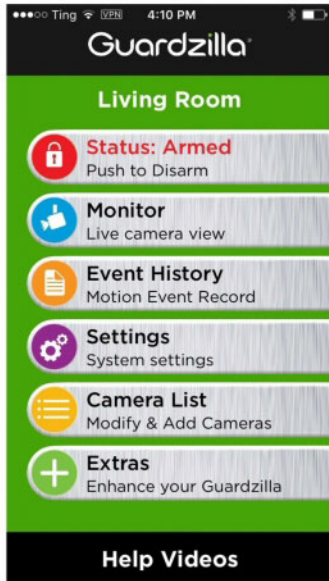 Ting VPN 4:10 PM
Guardzilla
Living Room
Status: Armed
Push to Disarm
Monitor
Live camera view
Event History
Motion Event Record
Settings
System settings
Camera List
Modify & Add Cameras
Extras
Enhance your Guardzilla
Help Videos